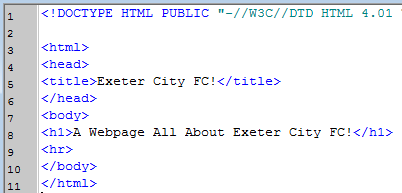 1 <!DOCTYPE HTML PUBLIC "-//W3C//DTD HTML 4.01
2
3 <html>
4 <head>
5 <title>Exeter City FC!</title>
6 </head>
7 <body>
8 <h1>A Webpage All About Exeter City FC!</h1>
9 <hr>
10 </body>
11 </html>